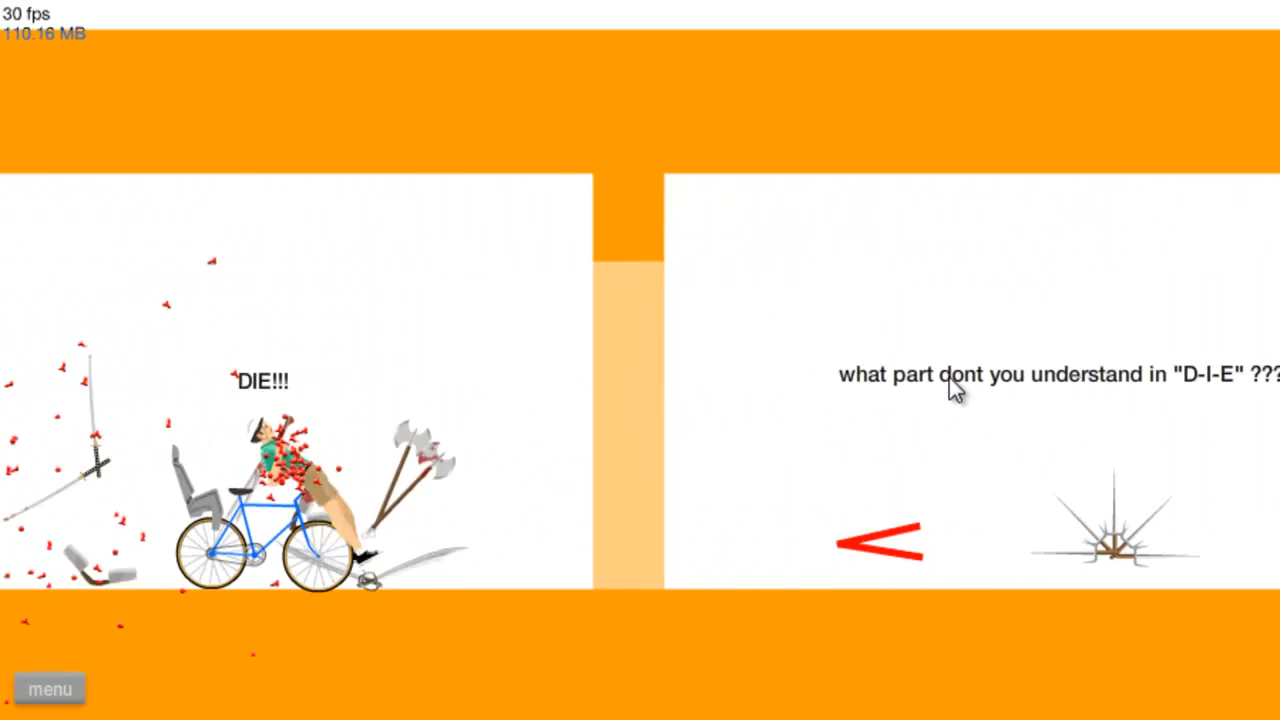 30 fps
110.16 MB
what part dont you understand in "D-I-E" ???
DIE!!!
menu